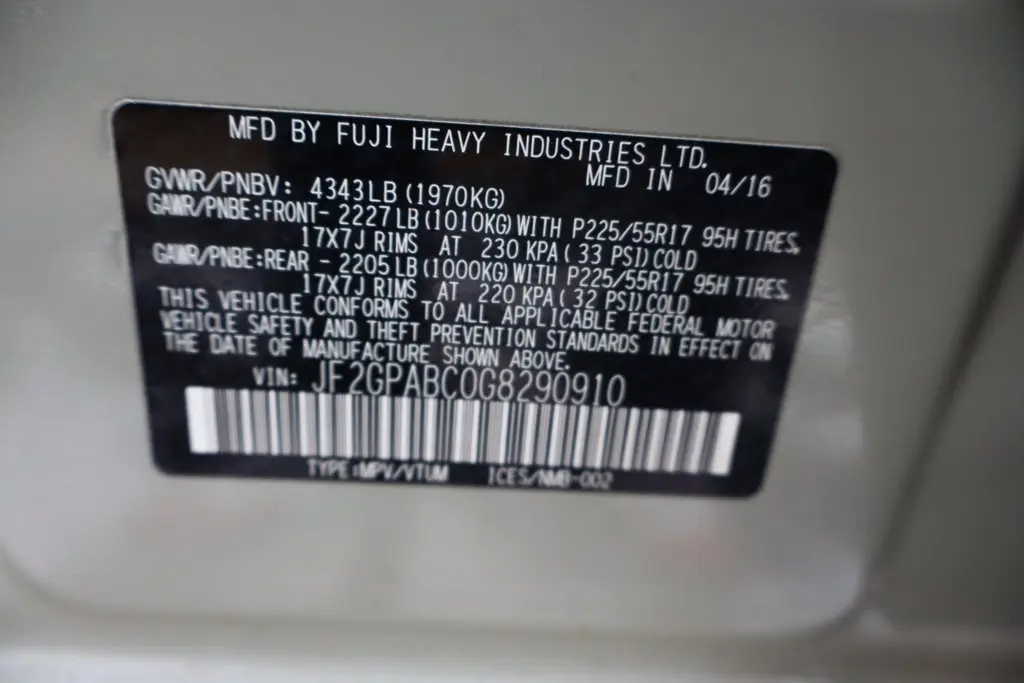 MFD BY FUJI HEAVY INDUSTRIES LTD.
MFD IN 04/16
GVWR/PNBV: 4343LB (1970KG)
GAWR/PNBE:FRONT- 2227LB (1010KG) WITH P225/55R17 95H TIRES,
17X7J RIMS AT 230 KPA (33 PSI) COLD
GAWR/PNBE:REAR - 2205LB (1000KG) WITH P225/55R17 95H TIRES,
17X7J RIMS AT 220 KPA (32 PSI) COLD
THIS VEHICLE CONFORMS TO ALL APPLICABLE FEDERAL MOTOR
VEHICLE SAFETY AND THEFT PREVENTION STANDARDS IN EFFECT ON
THE DATE OF MANUFACTURE SHOWN ABOVE.
VIN: JF2GPABC0G8290910
TYPE:MPV/VTUM ICES/NMB-002